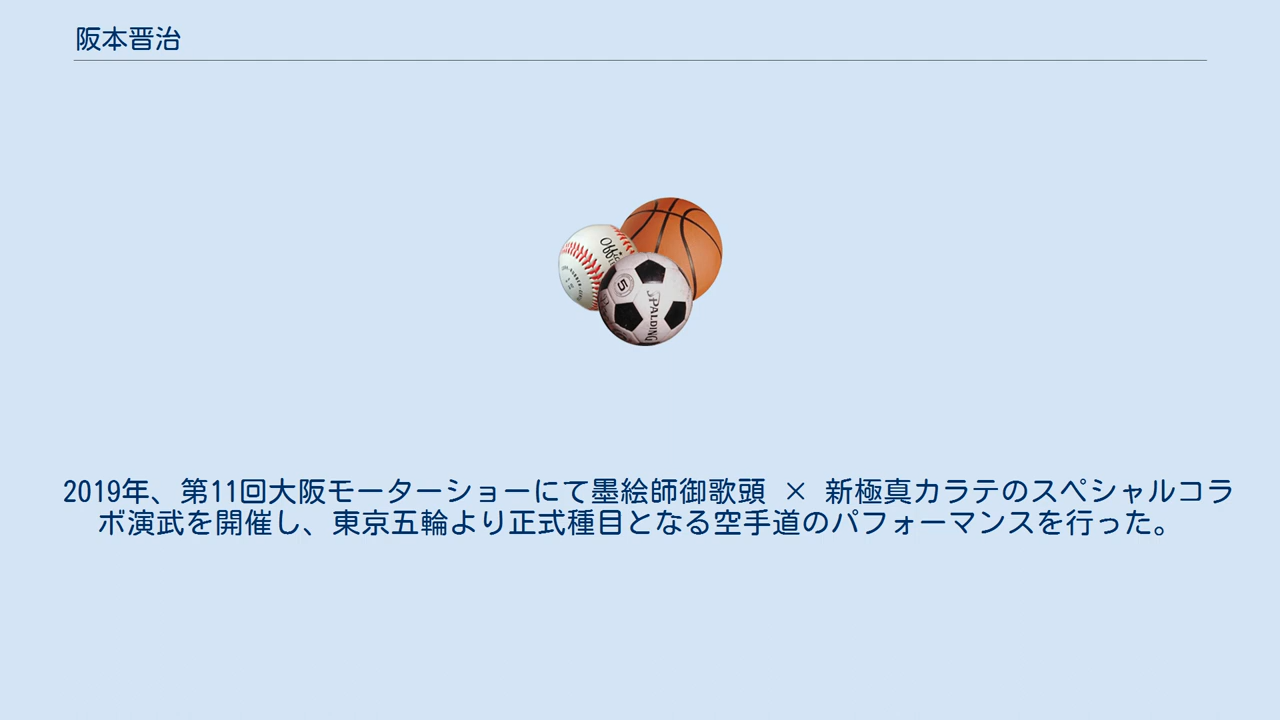 阪本晋治
Offic
5
SPALDING
2019年、第11回大阪モーターショーにて墨絵師御歌頭 × 新極真カラテのスペシャルコラ
ボ演武を開催し、東京五輪より正式種目となる空手道のパフォーマンスを行った。